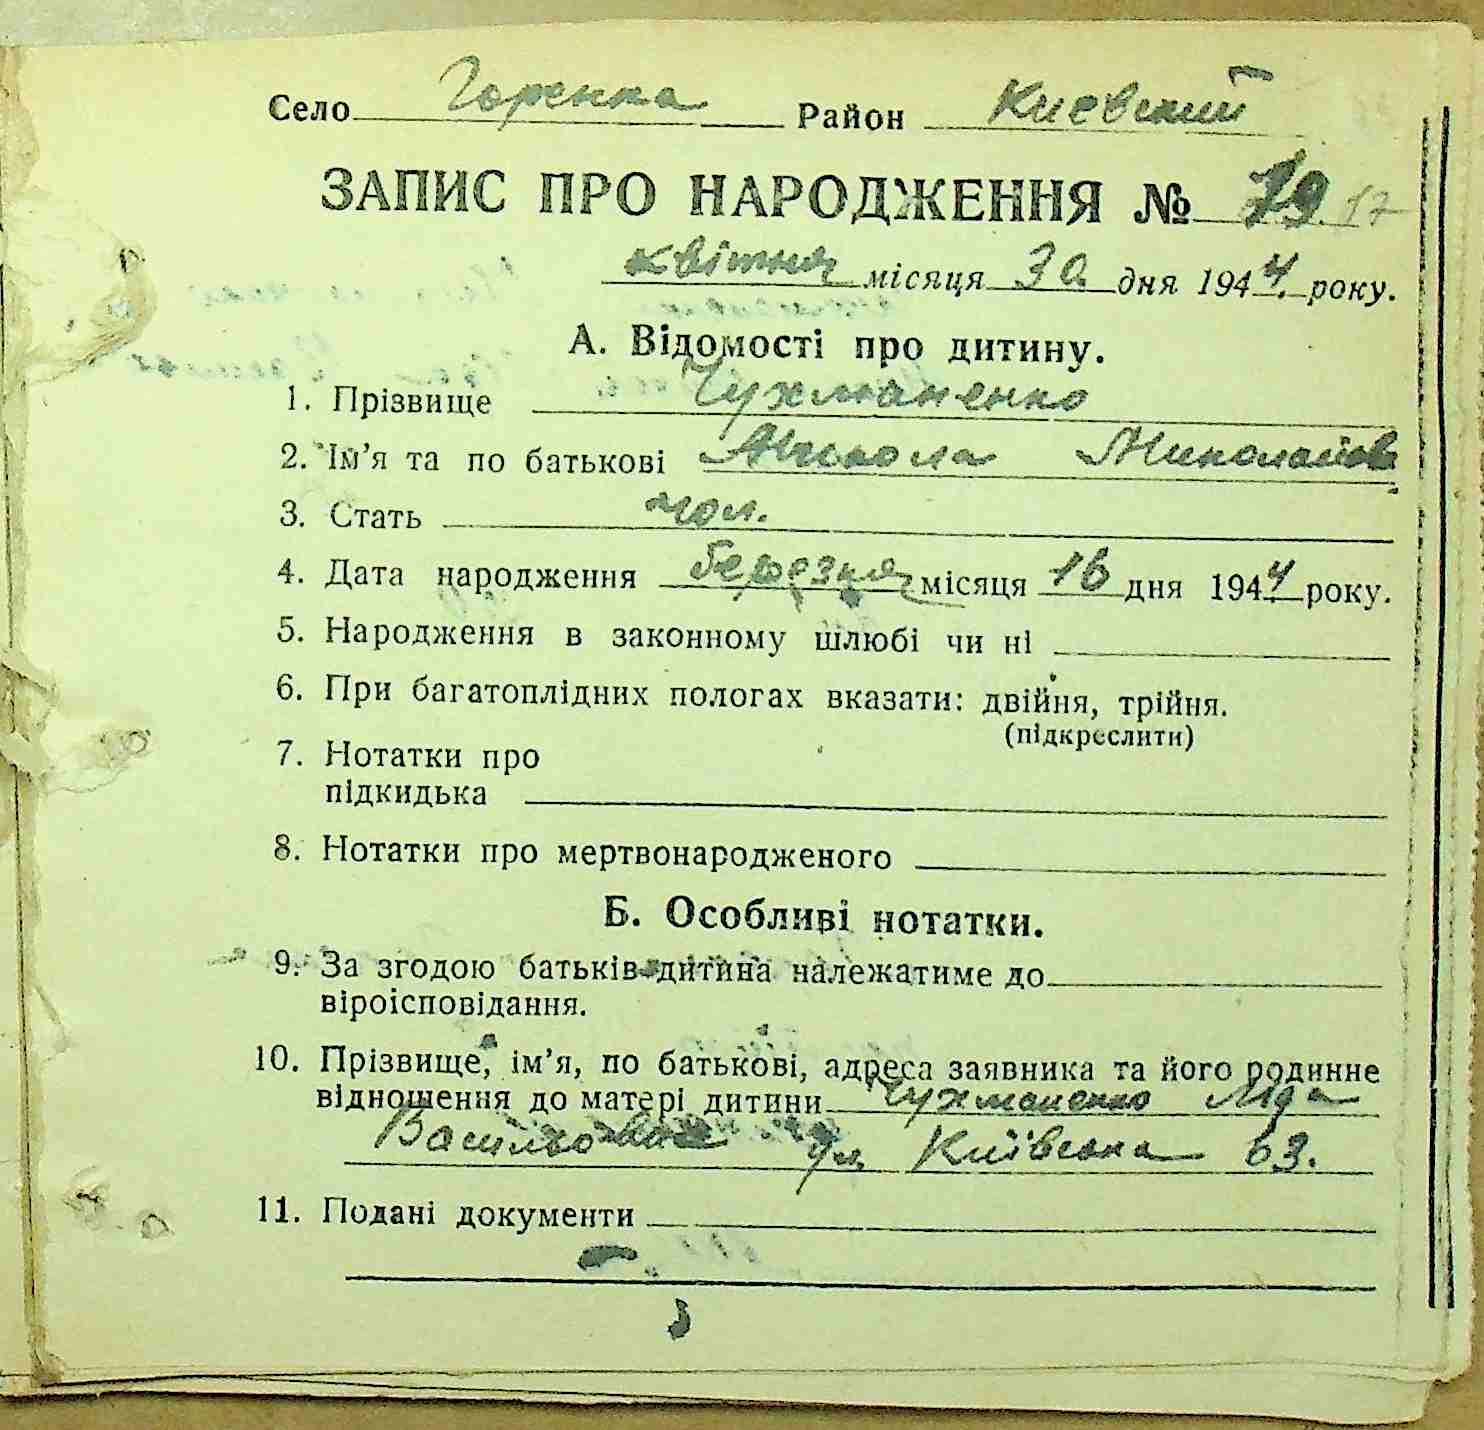 Село Горенка Район Киевский
ЗАПИС ПРО НАРОДЖЕННЯ № 19 17
квітня місяця 30 дня 1944 року.
А. Відомості про дитину.
1. Прізвище Чухманенко
2. Ім'я та по батькові Микола Миколайов
3. Стать чол.
4. Дата народження березня місяця 16 дня 1944 року.
5. Народження в законному шлюбі чи ні
6. При багатоплідних пологах вказати: двійня, трійня.
(підкреслити)
7. Нотатки про
підкидька
8. Нотатки про мертвонародженого
Б. Особливі нотатки.
9. За згодою батьків дитина належатиме до
віроісповідання.
10. Прізвище, ім'я, по батькові, адреса заявника та його родинне
відношення до матері дитини Чухманенко Ліда
ул Київська 63.
11. Подані документи